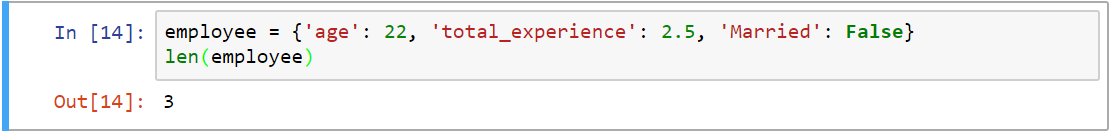 In [14]: employee = {'age': 22, 'total_experience': 2.5, 'Married': False}
len(employee)
Out[14]: 3